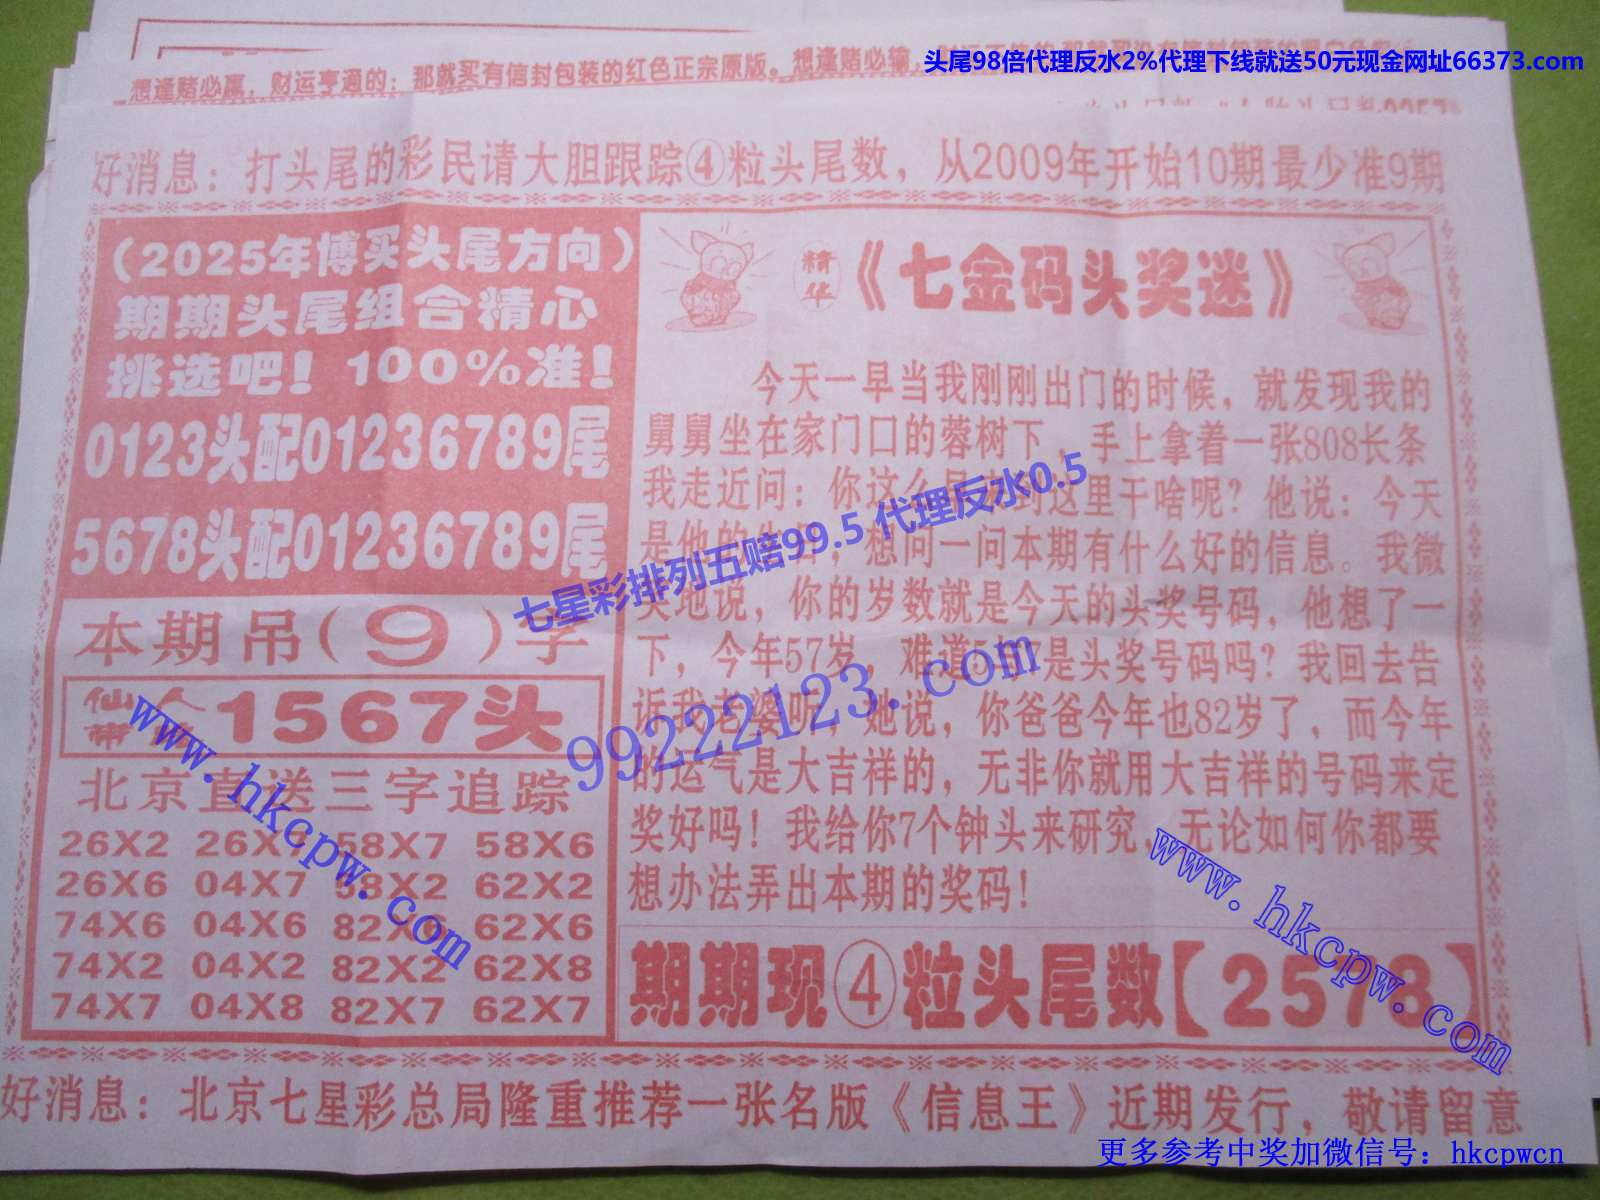 头尾98倍代理反水2%代理下线就送50元现金网址66373.com
想逢赌必赢，财运亨通的：那就买有信封包装的红色正宗原版。想逢赌必输，
好消息：打头尾的彩民请大胆跟踪④粒头尾数，从2009年开始10期最少准9期
（2025年博买头尾方向）
期期头尾组合精心
挑选吧！100%准！
0123头配01236789尾
5678头配01236789尾
本期吊（9）字
仙人
1567头
北京直送三字追踪
26X2 26X7 58X7 58X6
26X6 04X7 58X2 62X2
74X6 04X6 82X 62X6
74X2 04X2 82X2 62X8
74X7 04X8 82X7 62X7
精华
《七金码头奖迷》
今天一早当我刚刚出门的时候，就发现我的
舅舅坐在家门口的蓉树下，手上拿着一张808长条
我走近问：你这么早来到这里干啥呢？他说：今天
是他的生日，想问一问本期有什么好的信息。我微
笑地说，你的岁数就是今天的头奖号码，他想了一
下，今年57岁，难道5和7是头奖号码吗？我回去告
诉我老婆听，她说，你爸爸今年也82岁了，而今年
的运气是大吉祥的，无非你就用大吉祥的号码来定
奖好吗！我给你7个钟头来研究，无论如何你都要
想办法弄出本期的奖码！
期期现④粒头尾数【2578】
好消息：北京七星彩总局隆重推荐一张名版《信息王》近期发行，敬请留意
七星彩排列五赔99.5 代理反水0.5
99222123.com
www.hkcpw.com
www.hkcpw.com
更多参考中奖加微信号：hkcpwcn